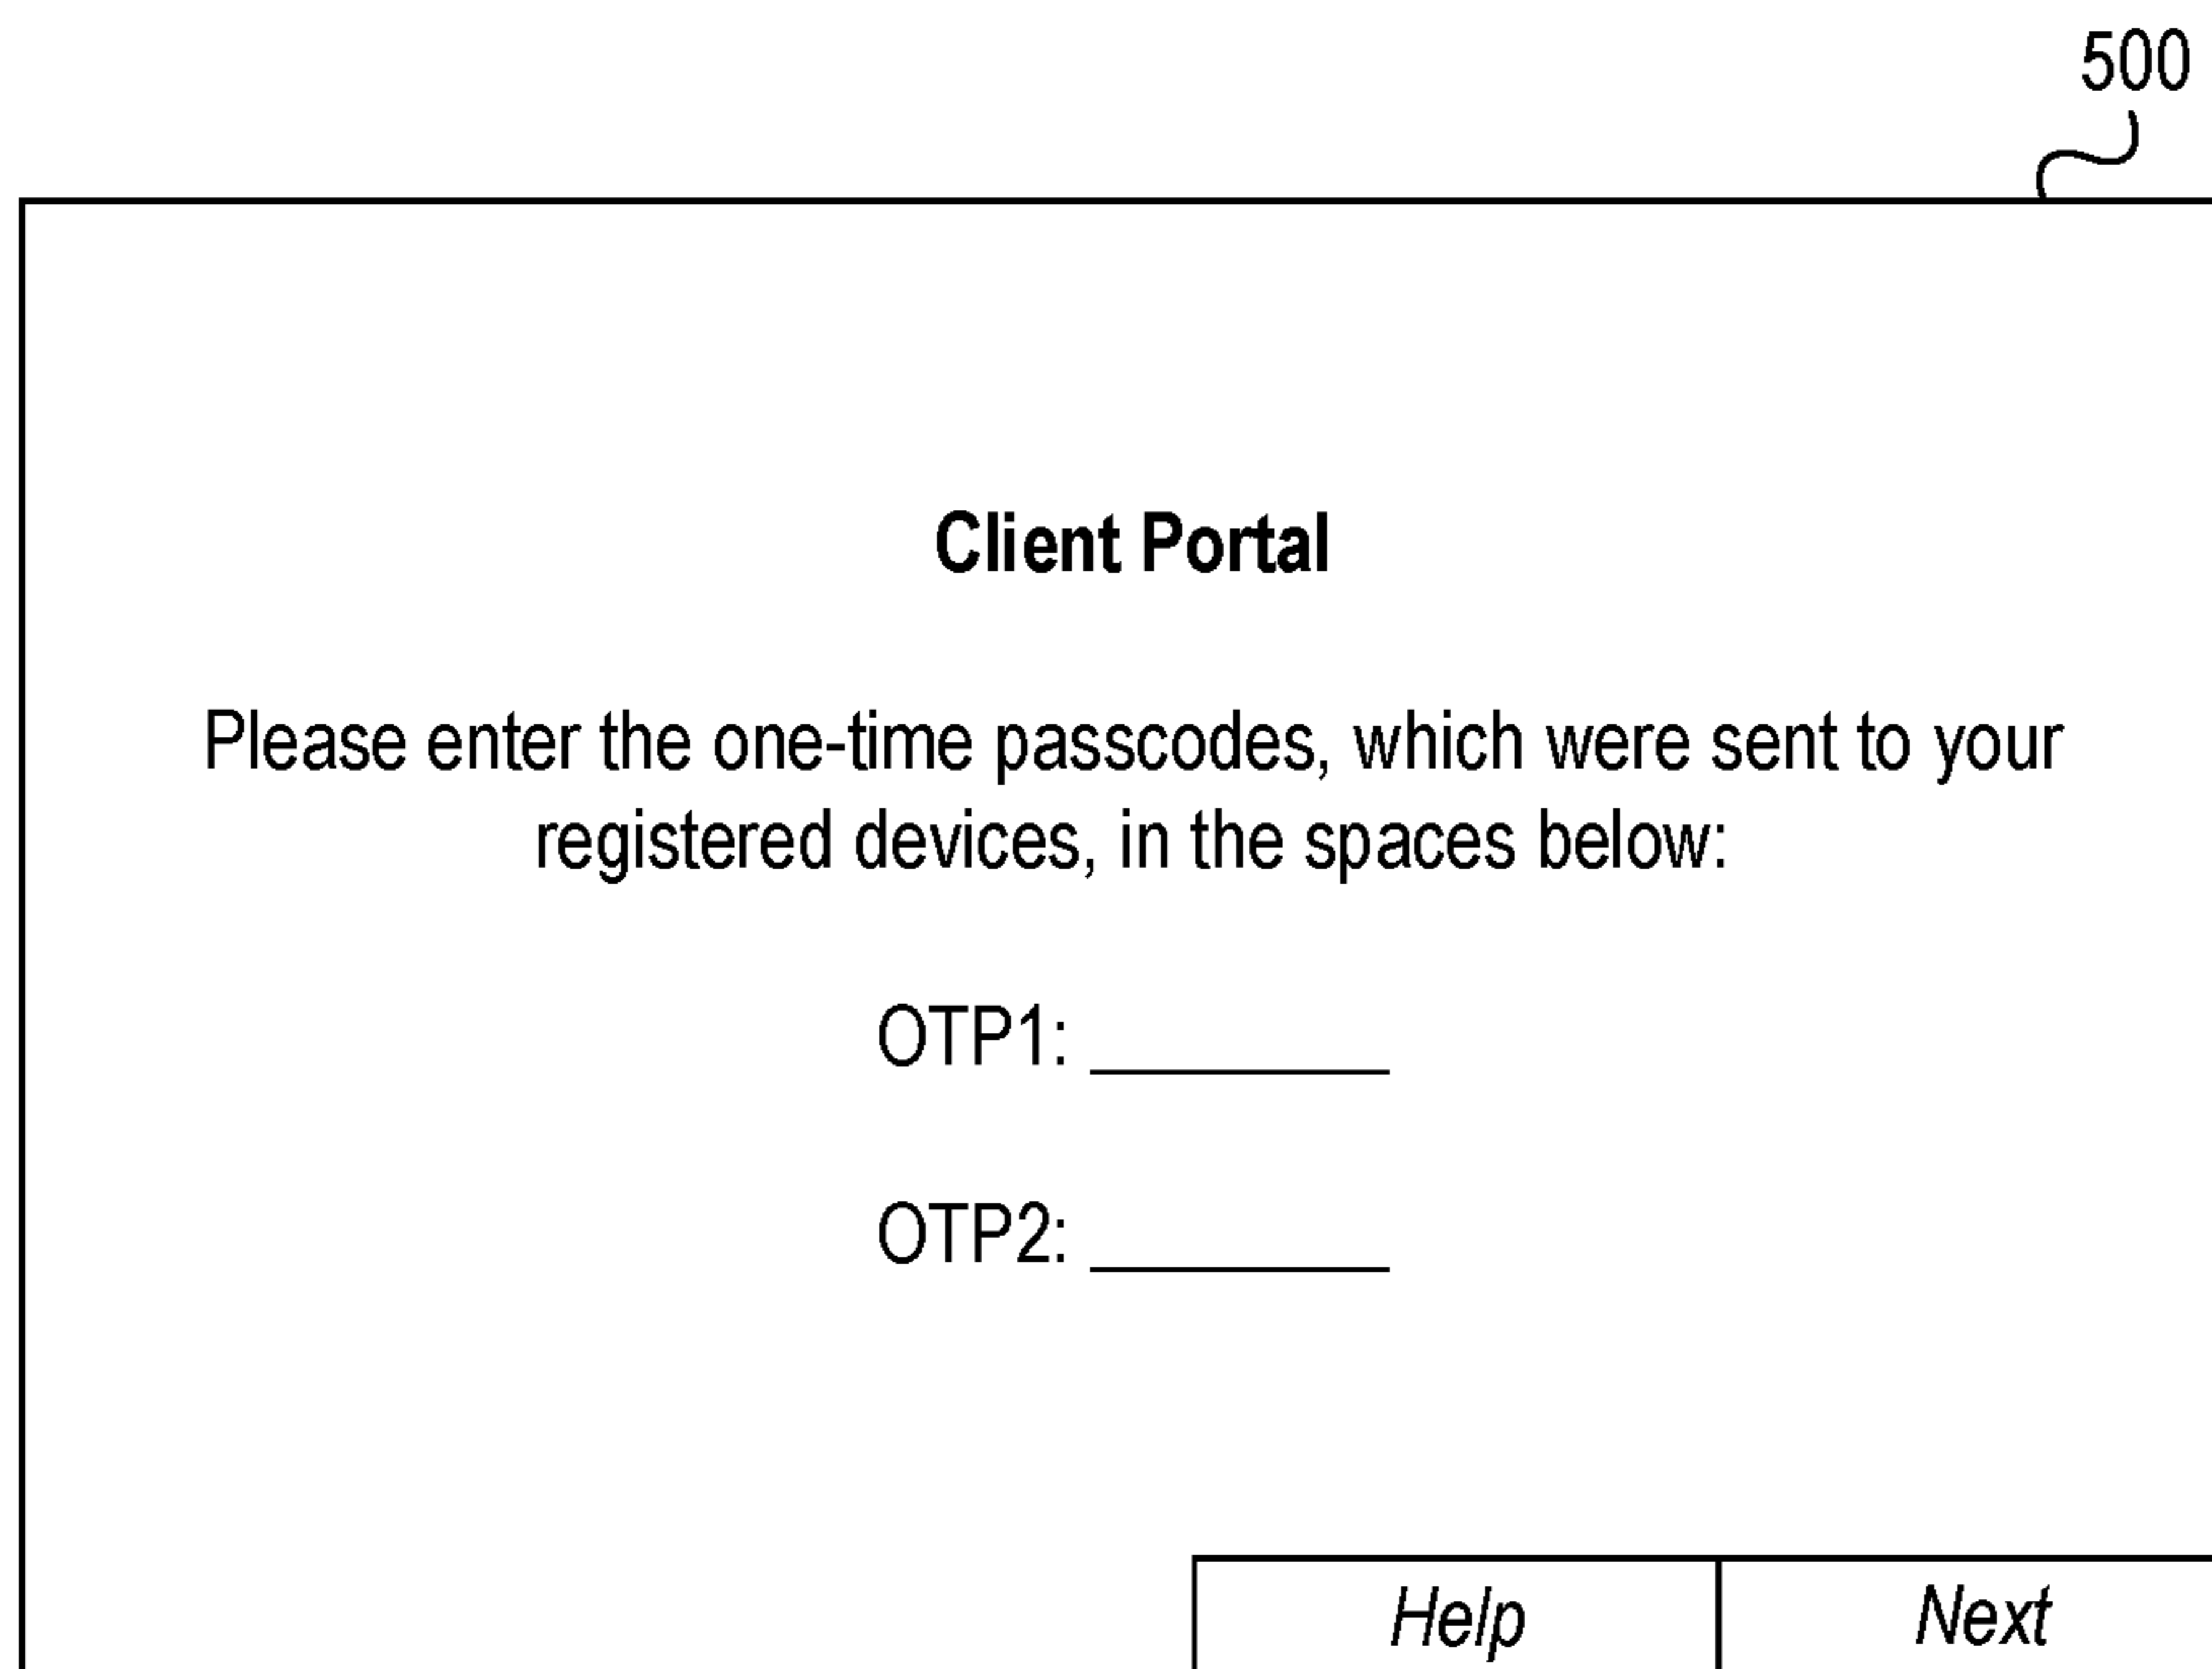 500
Client Portal
Please enter the one-time passcodes, which were sent to your
registered devices, in the spaces below:
OTP1: ________
OTP2: ________
Help Next